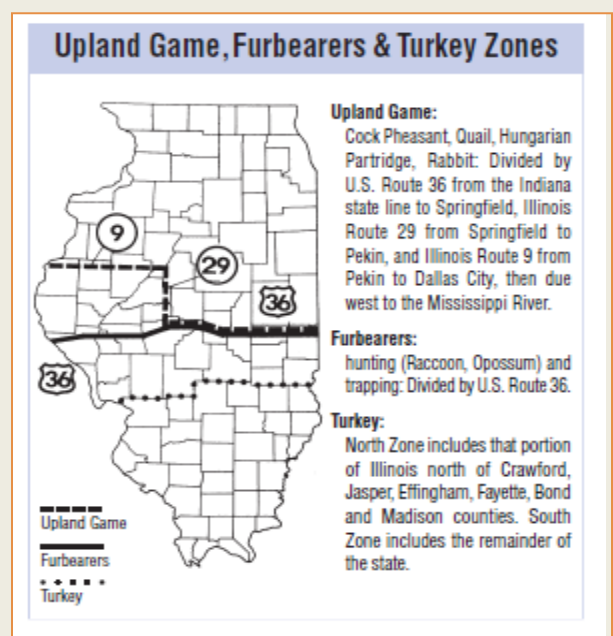 Upland Game, Furbearers & Turkey Zones
9
29
36
36
Upland Game
Furbearers
Turkey
Upland Game:
Cock Pheasant, Quail, Hungarian
Partridge, Rabbit: Divided by
U.S. Route 36 from the Indiana
state line to Springfield, Illinois
Route 29 from Springfield to
Pekin, and Illinois Route 9 from
Pekin to Dallas City, then due
west to the Mississippi River.
Furbearers:
hunting (Raccoon, Opossum) and
trapping: Divided by U.S. Route 36.
Turkey:
North Zone includes that portion
of Illinois north of Crawford,
Jasper, Effingham, Fayette, Bond
and Madison counties. South
Zone includes the remainder of
the state.